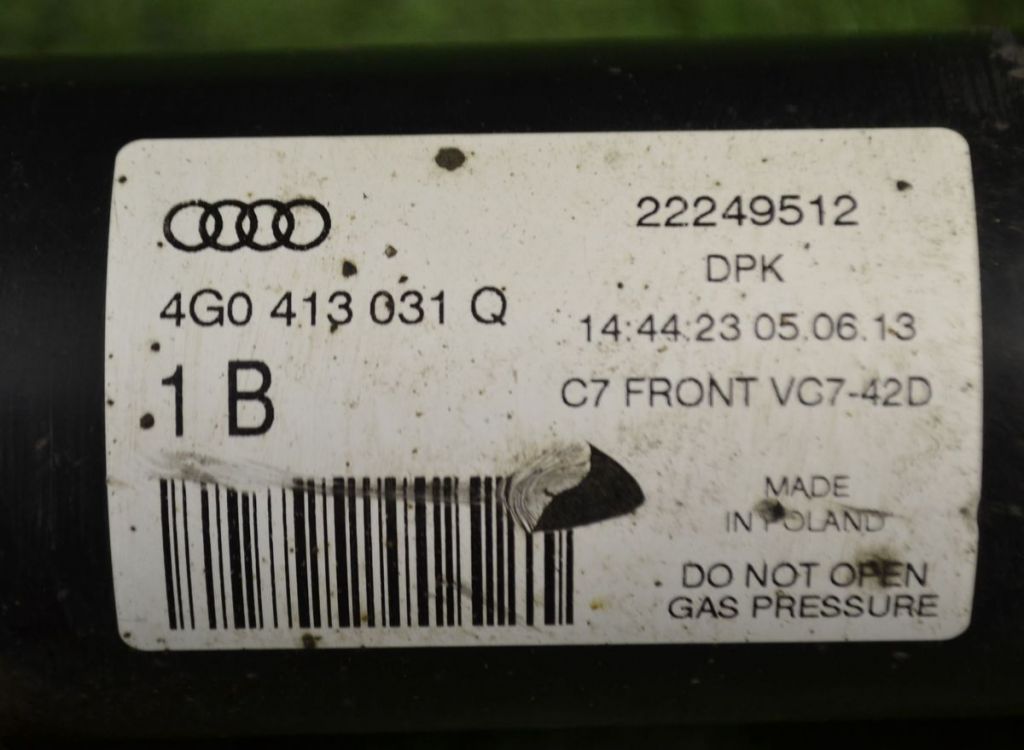 4G0 413 031 Q
1 B
22249512
DPK
14:44:23 05.06.13
C7 FRONT VC7-42D
MADE
IN POLAND
DO NOT OPEN
GAS PRESSURE